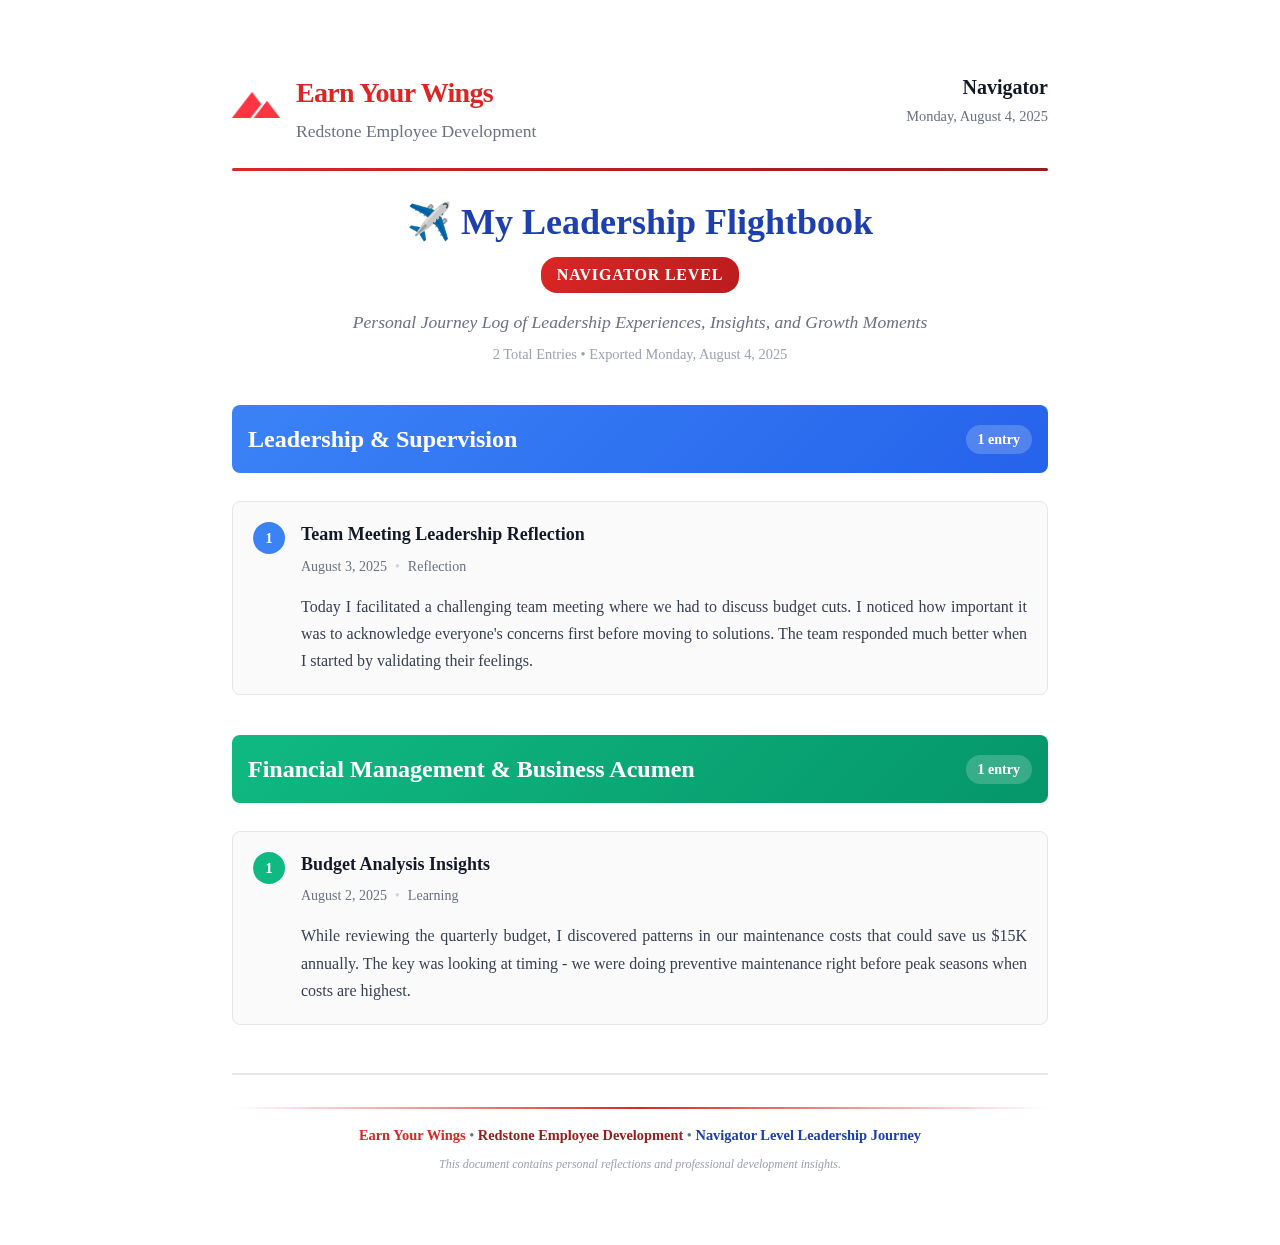 Earn Your Wings
Redstone Employee Development
Navigator
Monday, August 4, 2025
My Leadership Flightbook
NAVIGATOR LEVEL
Personal Journey Log of Leadership Experiences, Insights, and Growth Moments
2 Total Entries • Exported Monday, August 4, 2025
Leadership & Supervision
1 entry
1
Team Meeting Leadership Reflection
August 3, 2025 • Reflection
Today I facilitated a challenging team meeting where we had to discuss budget cuts. I noticed how important it
was to acknowledge everyone's concerns first before moving to solutions. The team responded much better when
I started by validating their feelings.
Financial Management & Business Acumen
1 entry
1
Budget Analysis Insights
August 2, 2025 • Learning
While reviewing the quarterly budget, I discovered patterns in our maintenance costs that could save us $15K
annually. The key was looking at timing - we were doing preventive maintenance right before peak seasons when
costs are highest.
Earn Your Wings • Redstone Employee Development • Navigator Level Leadership Journey
This document contains personal reflections and professional development insights.